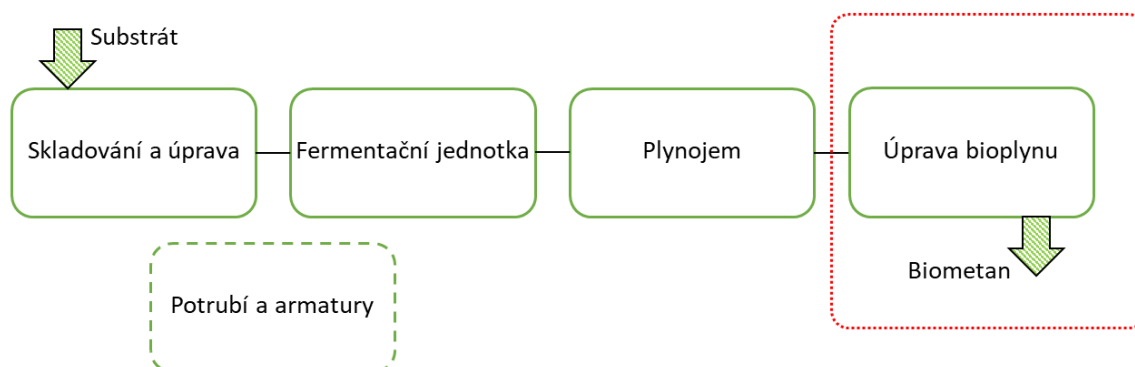 Substrát
Skladování a úprava
Fermentační jednotka
Plynojem
Úprava bioplynu
Biometan
Potrubí a armatury